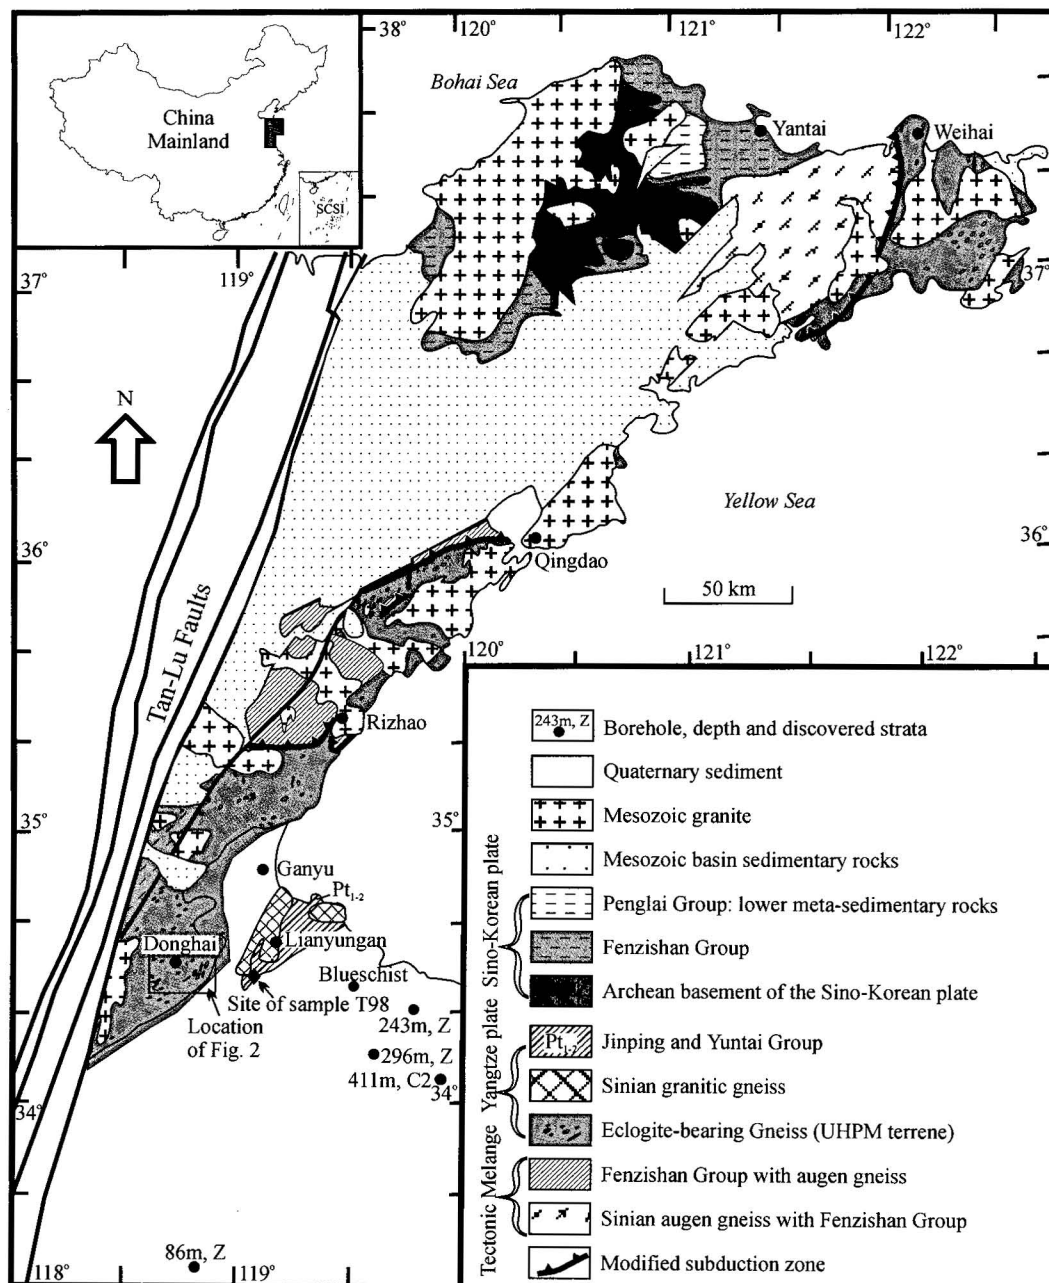 38°
120°
121°
122°
Bohai Sea
China
Mainland
SCSI
Yantai
Weihai
37°
119°
37°
N
Yellow Sea
36°
36°
Qingdao
50 km
Tan-Lu Faults
120°
121°
122°
Rizhao
35°
35°
Ganyu
Pt1-2
Lianyungan
Donghai
Blueschist
Site of sample T98
Location
of Fig. 2
243m, Z
296m, Z
411m, C2
34°
34°
86m, Z
118°
119°
243m, Z
Borehole, depth and discovered strata
Quaternary sediment
Mesozoic granite
Mesozoic basin sedimentary rocks
Sino-Korean plate
Penglai Group: lower meta-sedimentary rocks
Fenzishan Group
Archean basement of the Sino-Korean plate
Yangtze plate
Pt1-2
Jinping and Yuntai Group
Sinian granitic gneiss
Eclogite-bearing Gneiss (UHPM terrene)
Tectonic Melange
Fenzishan Group with augen gneiss
Sinian augen gneiss with Fenzishan Group
Modified subduction zone